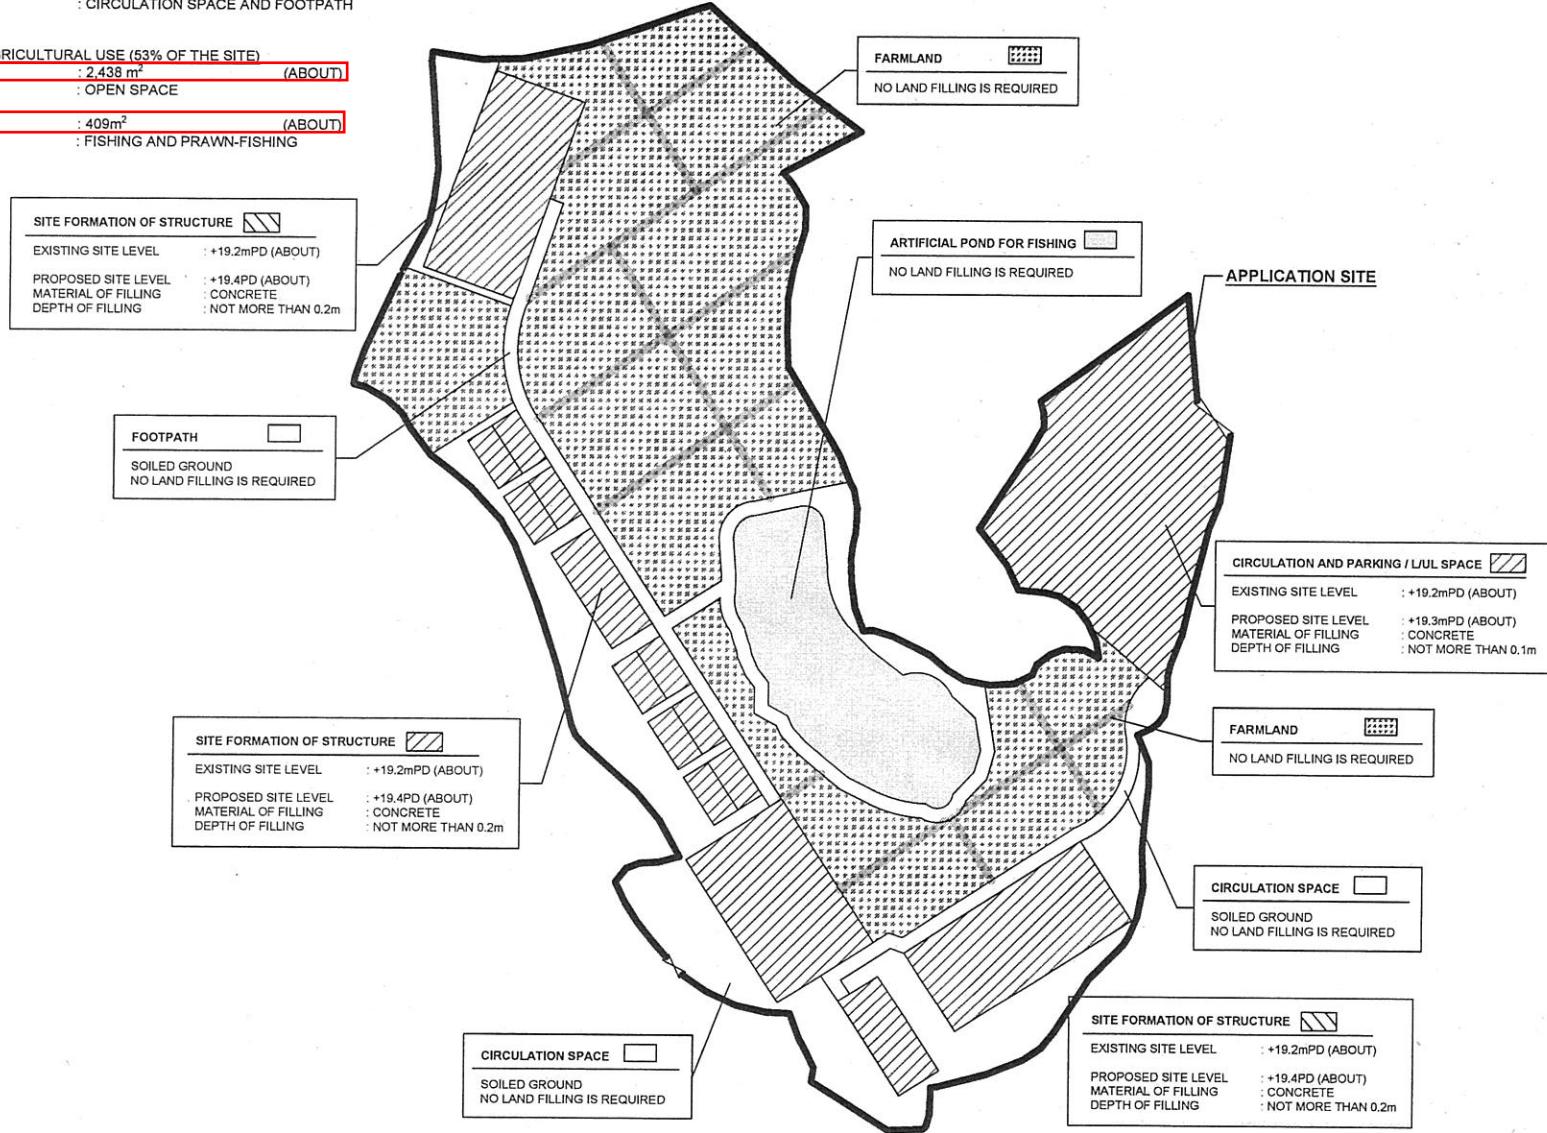 : CIRCULATION SPACE AND FOOTPATH
GRICULTURAL USE (53% OF THE SITE)
: 2,438 m² (ABOUT)
: OPEN SPACE
: 409m² (ABOUT)
: FISHING AND PRAWN-FISHING
FARMLAND
NO LAND FILLING IS REQUIRED
SITE FORMATION OF STRUCTURE
EXISTING SITE LEVEL : +19.2mPD (ABOUT)
PROPOSED SITE LEVEL : +19.4PD (ABOUT)
MATERIAL OF FILLING : CONCRETE
DEPTH OF FILLING : NOT MORE THAN 0.2m
ARTIFICIAL POND FOR FISHING
NO LAND FILLING IS REQUIRED
APPLICATION SITE
FOOTPATH
SOILED GROUND
NO LAND FILLING IS REQUIRED
CIRCULATION AND PARKING / L/UL SPACE
EXISTING SITE LEVEL : +19.2mPD (ABOUT)
PROPOSED SITE LEVEL : +19.3mPD (ABOUT)
MATERIAL OF FILLING : CONCRETE
DEPTH OF FILLING : NOT MORE THAN 0.1m
SITE FORMATION OF STRUCTURE
EXISTING SITE LEVEL : +19.2mPD (ABOUT)
PROPOSED SITE LEVEL : +19.4PD (ABOUT)
MATERIAL OF FILLING : CONCRETE
DEPTH OF FILLING : NOT MORE THAN 0.2m
FARMLAND
NO LAND FILLING IS REQUIRED
CIRCULATION SPACE
SOILED GROUND
NO LAND FILLING IS REQUIRED
CIRCULATION SPACE
SOILED GROUND
NO LAND FILLING IS REQUIRED
SITE FORMATION OF STRUCTURE
EXISTING SITE LEVEL : +19.2mPD (ABOUT)
PROPOSED SITE LEVEL : +19.4PD (ABOUT)
MATERIAL OF FILLING : CONCRETE
DEPTH OF FILLING : NOT MORE THAN 0.2m